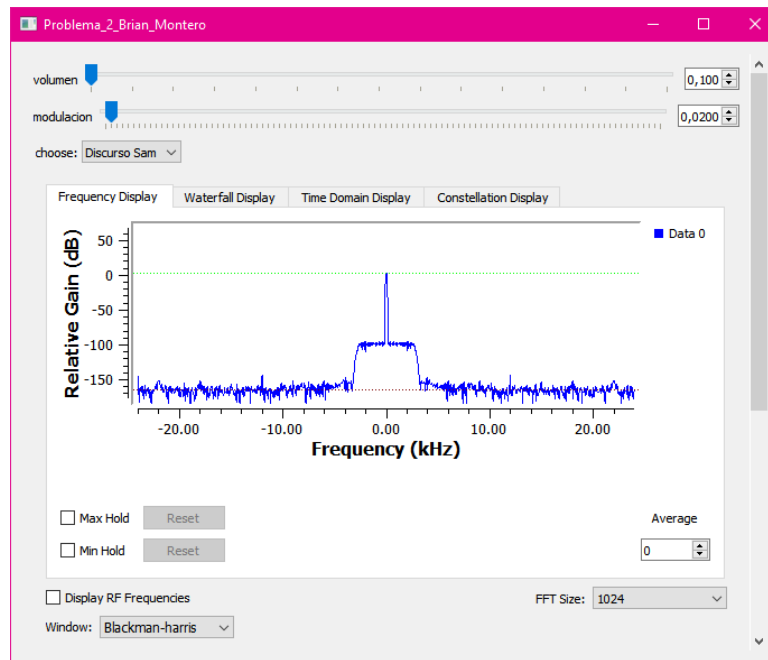 Problema_2_Brian_Montero
volumen 0,100
modulacion 0,0200
choose: Discurso Sam
Frequency Display Waterfall Display Time Domain Display Constellation Display
Data 0
Relative Gain (dB)
50
0
-50
-100
-150
-20.00 -10.00 0.00 10.00 20.00
Frequency (kHz)
Max Hold Reset Average
Min Hold Reset 0
Display RF Frequencies FFT Size: 1024
Window: Blackman-harris